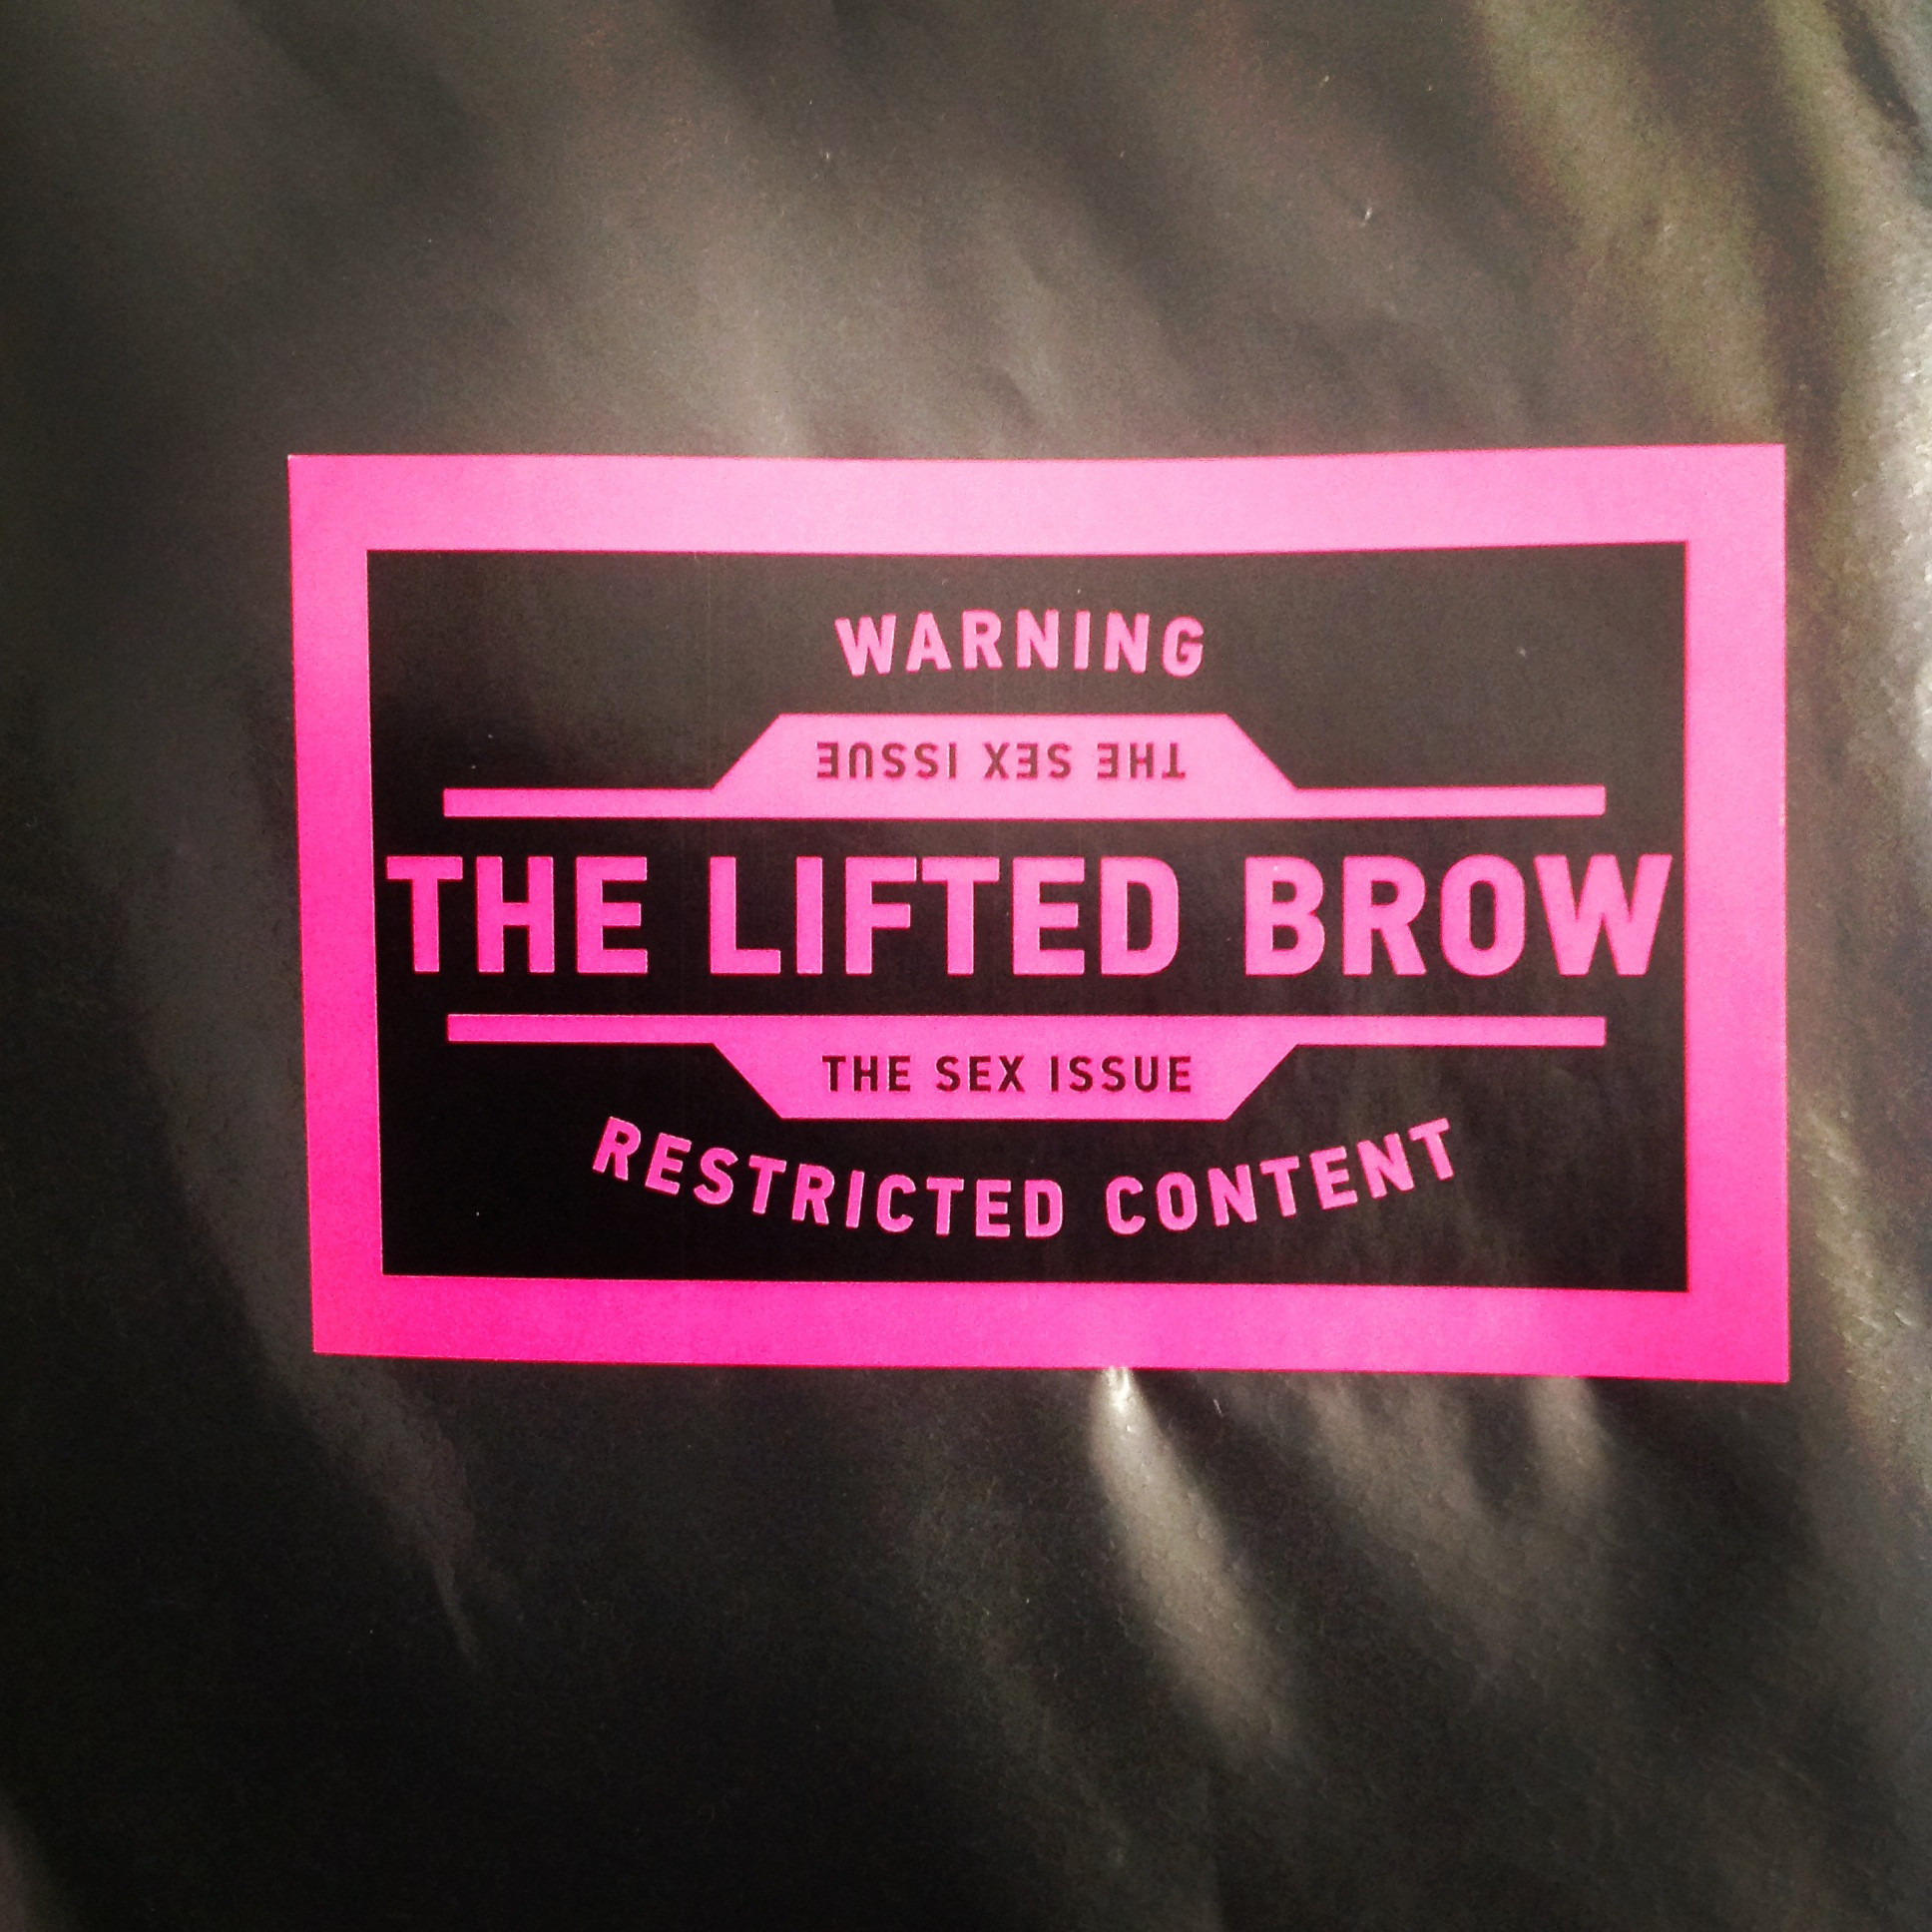 WARNING
THE SEX ISSUE
THE LIFTED BROW
THE SEX ISSUE
RESTRICTED CONTENT